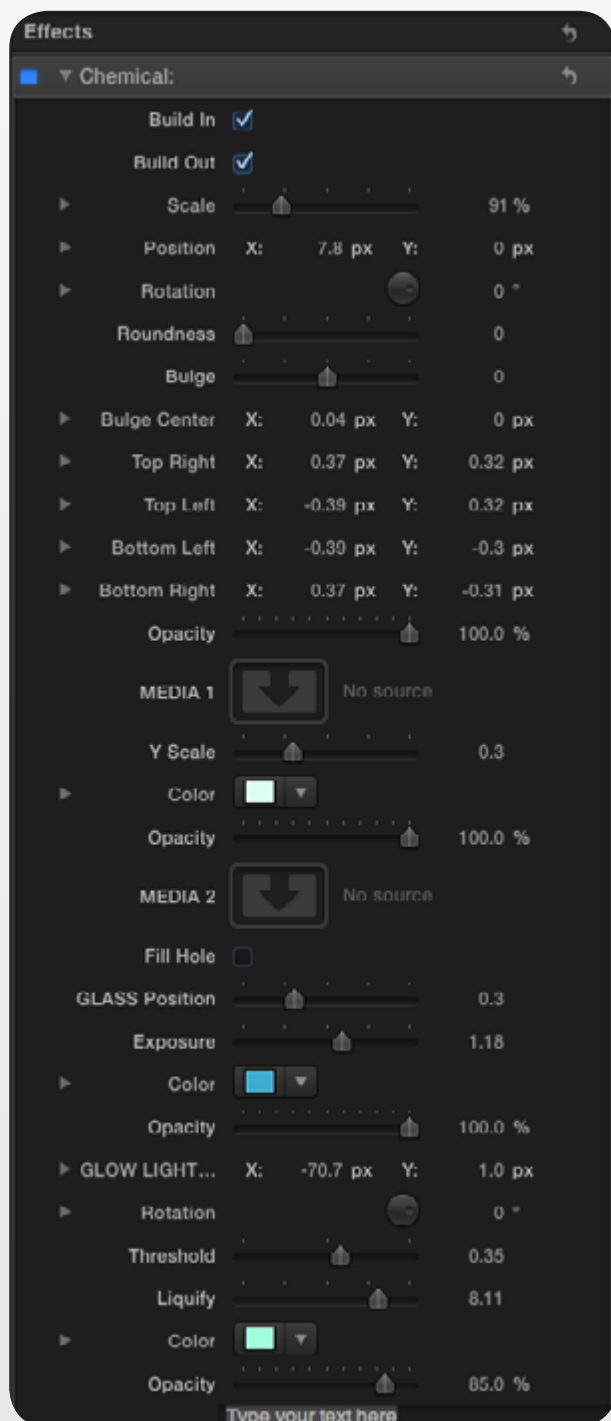 Effects
Chemical:
Build In
Build Out
Scale 91 %
Position X: 7.8 px Y: 0 px
Rotation 0 °
Roundness 0
Bulge 0
Bulge Center X: 0.04 px Y: 0 px
Top Right X: 0.37 px Y: 0.32 px
Top Left X: -0.39 px Y: 0.32 px
Bottom Left X: -0.39 px Y: -0.3 px
Bottom Right X: 0.37 px Y: -0.31 px
Opacity 100.0 %
MEDIA 1 No source
Y Scale 0.3
Color
Opacity 100.0 %
MEDIA 2 No source
Fill Hole
GLASS Position 0.3
Exposure 1.18
Color
Opacity 100.0 %
GLOW LIGHT... X: -70.7 px Y: 1.0 px
Rotation 0 °
Threshold 0.35
Liquify 8.11
Color
Opacity 85.0 %
Type your text here